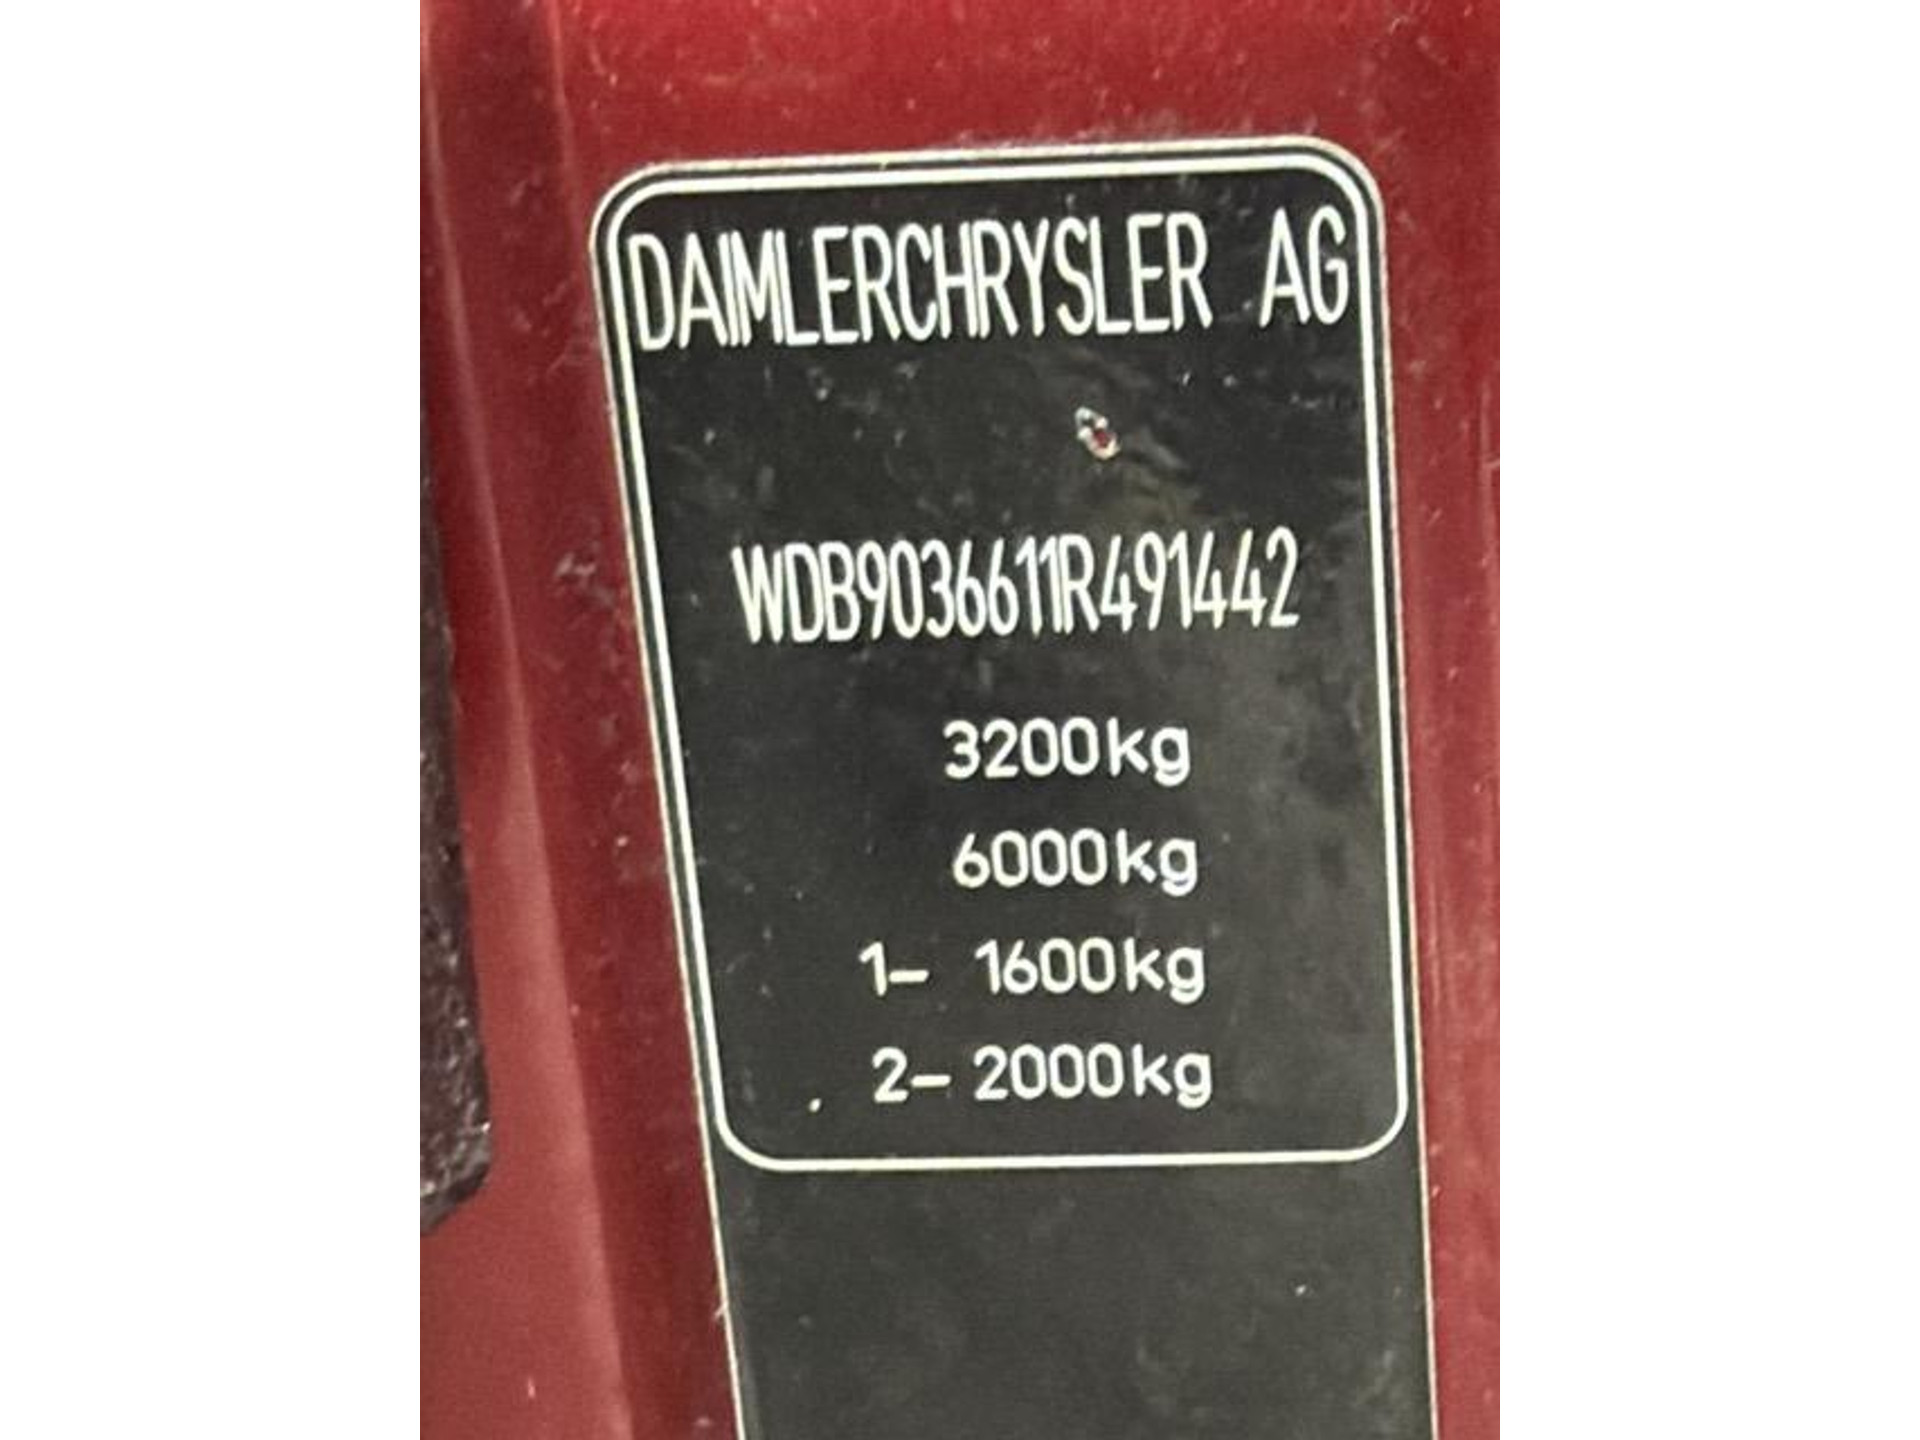 DAIMLERCHRYSLER AG
WDB9036611R491442
3200kg
6000kg
1– 1600kg
2– 2000kg